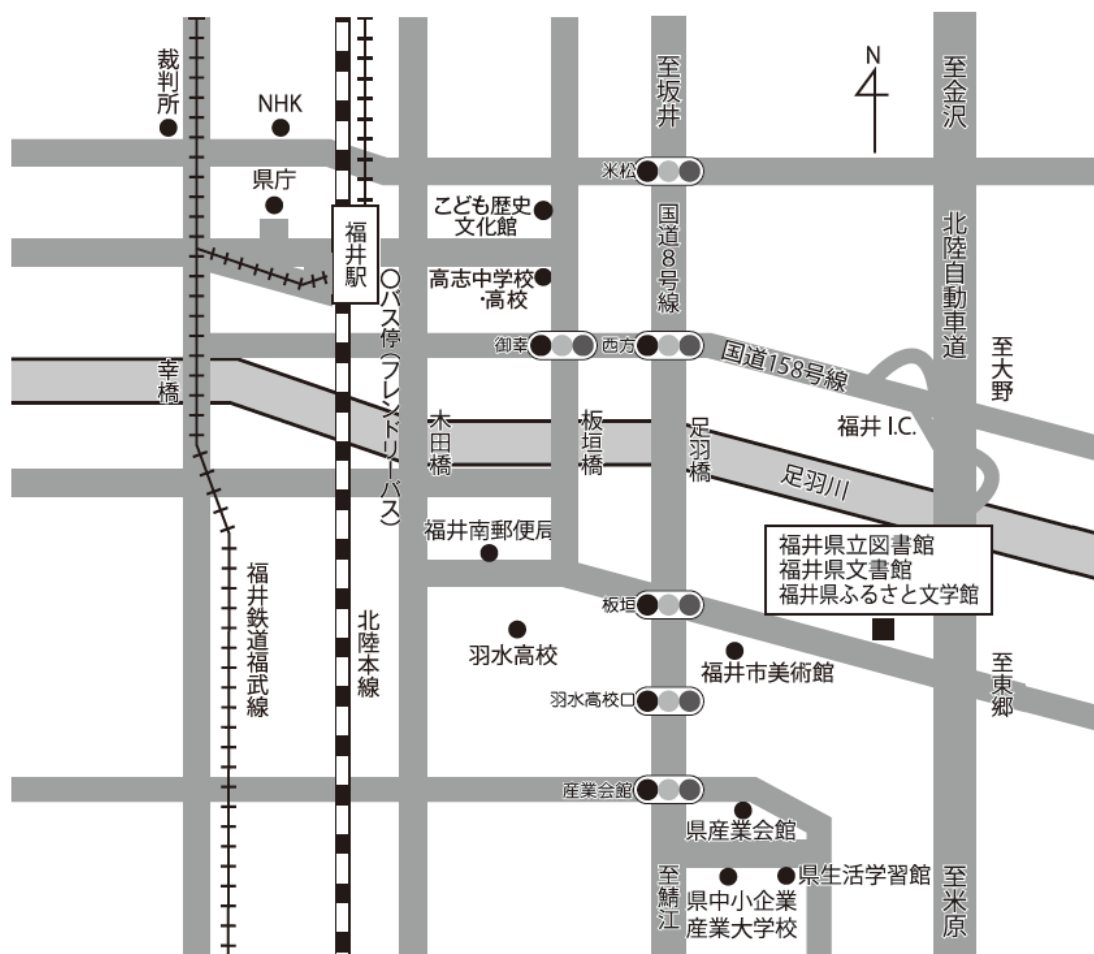 裁判所
NHK
県庁
福井駅
至坂井
N
至金沢
米松
こども歴史
文化館
国道8号線
北陸自動車道
高志中学校
・高校
○バス停(フレンドリーバス)
御幸
西方
国道158号線
至大野
幸橋
木田橋
板垣橋
足羽橋
福井 I.C.
足羽川
福井南郵便局
福井県立図書館
福井県文書館
福井県ふるさと文学館
福井鉄道福武線
北陸本線
板垣
羽水高校
福井市美術館
至東郷
羽水高校口
産業会館
県産業会館
至鯖江
県生活学習館
県中小企業
産業大学校
至米原